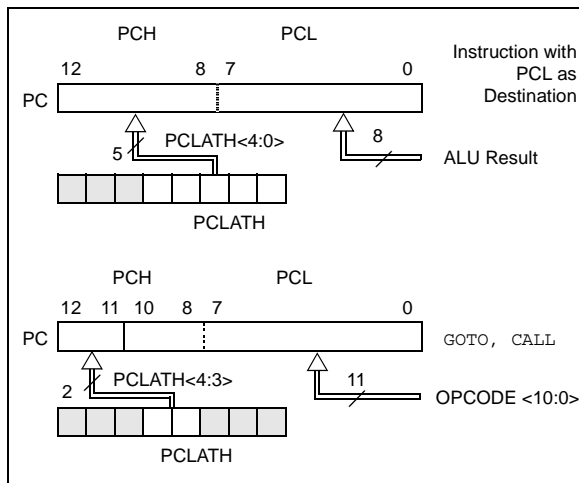 PCH PCL
12 8 7 0
Instruction with
PCL as
Destination
PC
5 PCLATH<4:0> 8
ALU Result
PCLATH
PCH PCL
12 11 10 8 7 0
PC
GOTO, CALL
2 PCLATH<4:3> 11
OPCODE <10:0>
PCLATH